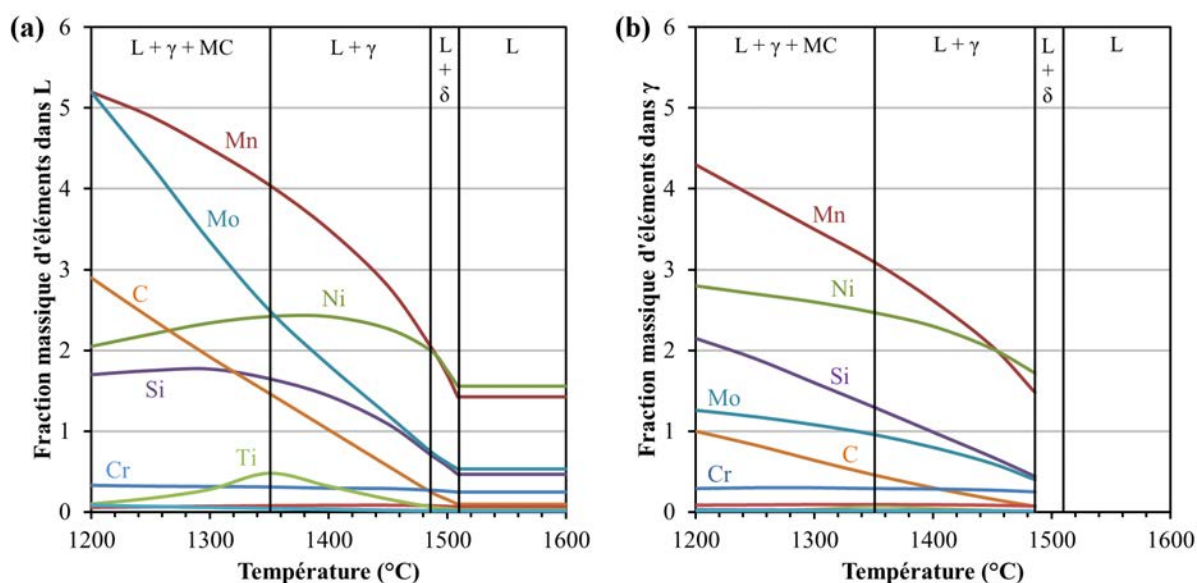 (a)
Fraction massique d'éléments dans L
6
5
4
3
2
1
0
L + γ + MC
L + γ
L
+
δ
L
Mn
Mo
C
Ni
Si
Ti
Cr
1200
1300
1400
1500
1600
Température (°C)
(b)
Fraction massique d'éléments dans γ
6
5
4
3
2
1
0
L + γ + MC
L + γ
L
+
δ
L
Mn
Ni
Si
Mo
C
Cr
1200
1300
1400
1500
1600
Température (°C)